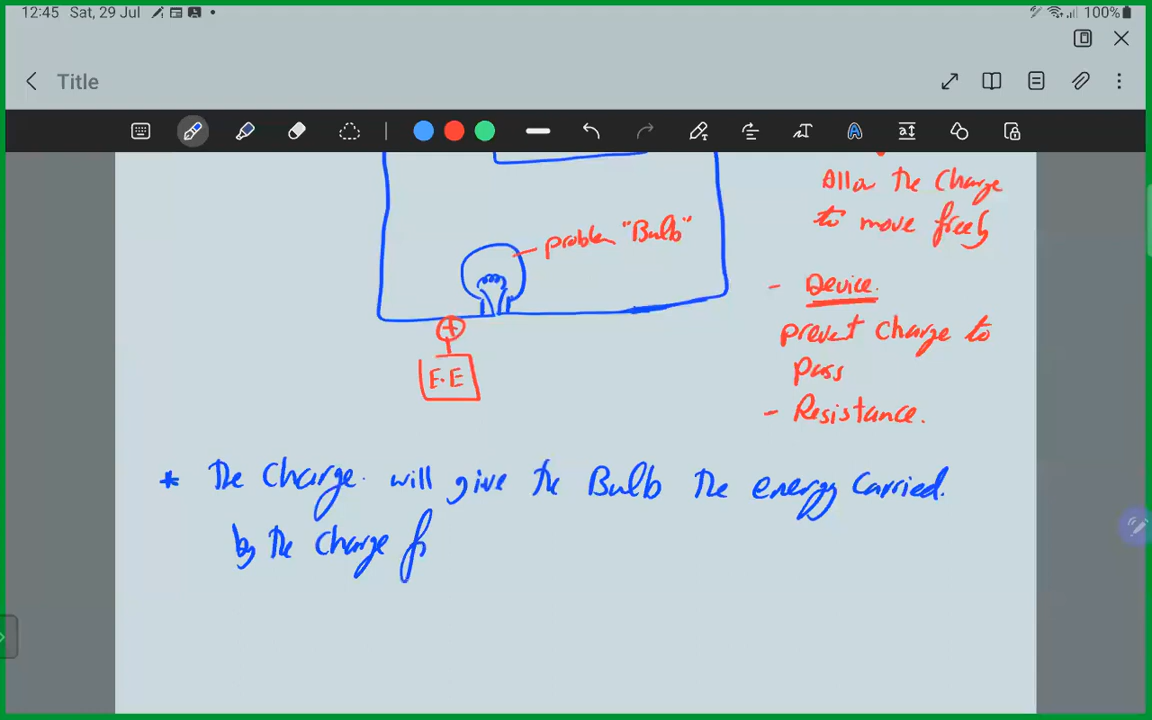 12:45 Sat, 29 Jul
100%
Title
Allow the Charge
to move freely
problem "Bulb"
- Device.
prevent Charge to
pass
- Resistance.
+
E.E
* The Charge will give the Bulb the energy carried.
by the charge fr